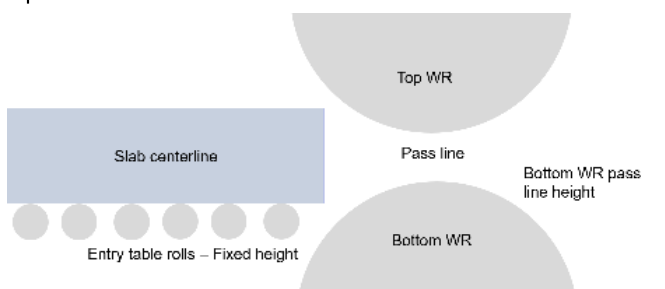 Top WR
Slab centerline
Pass line
Bottom WR pass
line height
Bottom WR
Entry table rolls – Fixed height